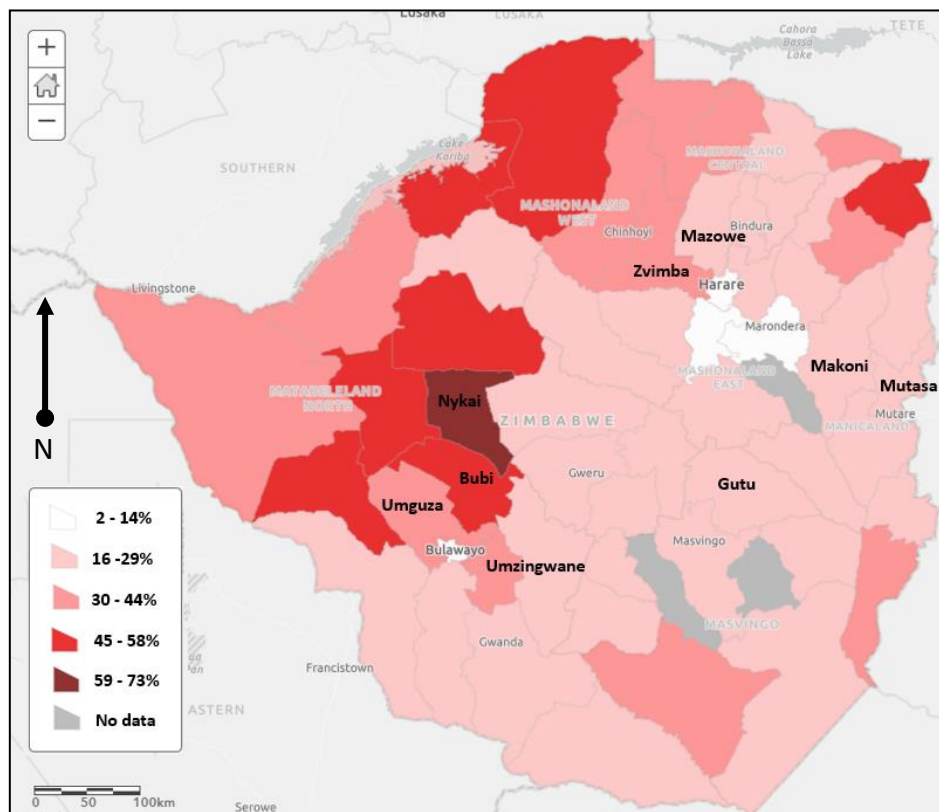 Lusaka
LUSAKA
TETE
Cahora
Bassa
Lake
+
−
SOUTHERN
Lake
Kariba
MASHONALAND
CENTRAL
MASHONALAND
WEST
Chinhoyi
Mazowe
Bindura
Zvimba
Harare
Livingstone
Marondera
MASHONALAND
EAST
Makoni
Mutasa
Mutare
MANICALAND
MATABELELAND
NORTH
Nykai
ZIMBABWE
N
Gweru
Bubi
Gutu
Umguza
Bulawayo
Masvingo
Umzingwane
MASVINGO
Gwanda
Francistown
Pan
EASTERN
Serowe
2 - 14%
16 -29%
30 - 44%
45 - 58%
59 - 73%
No data
0 50 100km